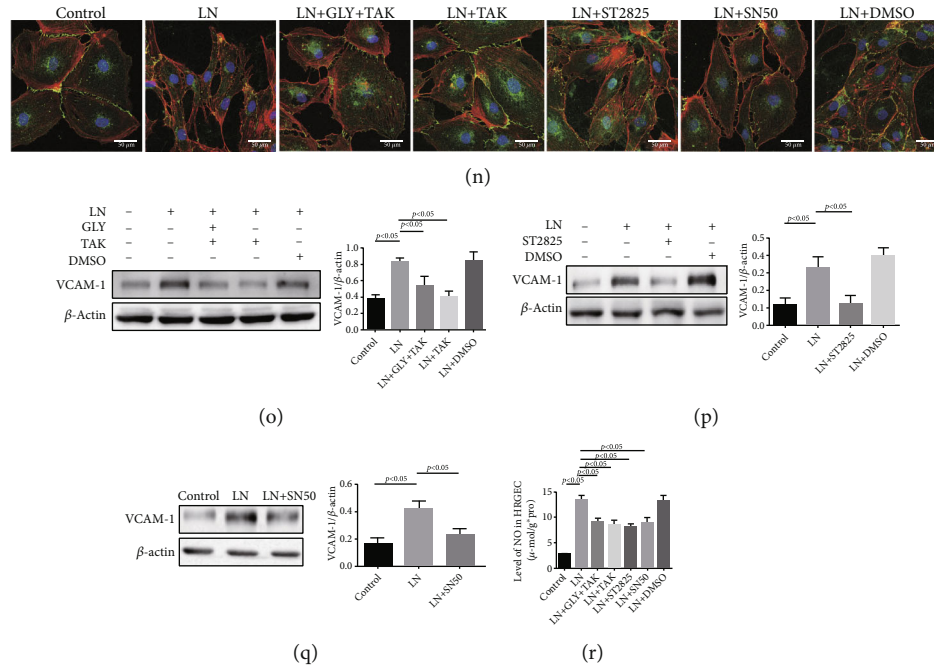 Control LN LN+GLY+TAK LN+TAK LN+ST2825 LN+SN50 LN+DMSO
50 μm 50 μm 50 μm 50 μm 50 μm 50 μm 50 μm
(n)
LN – + + + +
GLY +
TAK + +
DMSO +
VCAM-1
β-Actin
p<0.05
p<0.05
p<0.05
VCAM-1/β-actin
1.0
0.8
0.6
0.4
0.2
0.0
Control LN LN+GLY+TAK LN+TAK LN+DMSO
(o)
LN – + + +
ST2825 +
DMSO +
VCAM-1
β-Actin
p<0.05 p<0.05
VCAM-1/β-actin
0.5
0.4
0.3
0.2
0.1
0.0
Control LN LN+ST2825 LN+DMSO
(p)
Control LN LN+SN50
VCAM-1
β-actin
p<0.05 p<0.05
VCAM-1/β-actin
0.6
0.4
0.2
0.0
Control LN LN+SN50
(q)
p<0.05
p<0.05
p<0.05
p<0.05
p<0.05
Level of NO in HRGEC
(μ-mol/g*pro)
15
10
5
0
Control LN LN+GLY+TAK LN+TAK LN+ST2825 LN+SN50 LN+DMSO
(r)